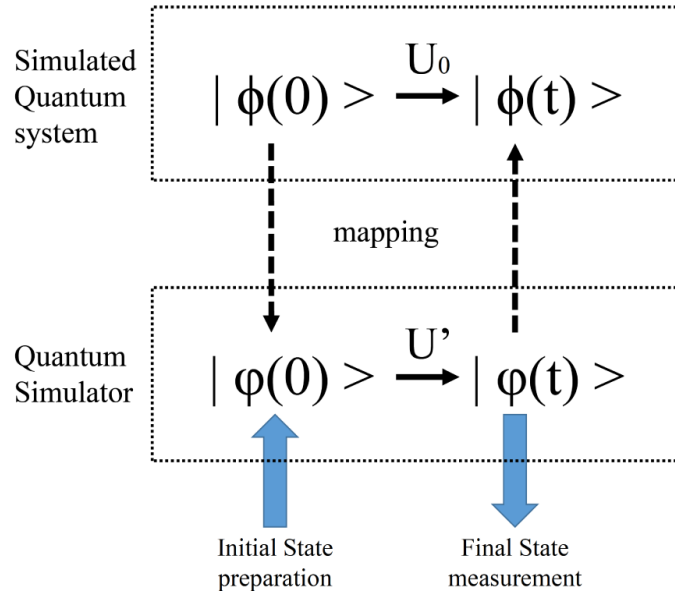 Simulated
Quantum
system
| ϕ(0) > U₀ | ϕ(t) >
mapping
Quantum
Simulator
| φ(0) > U’ | φ(t) >
Initial State
preparation
Final State
measurement